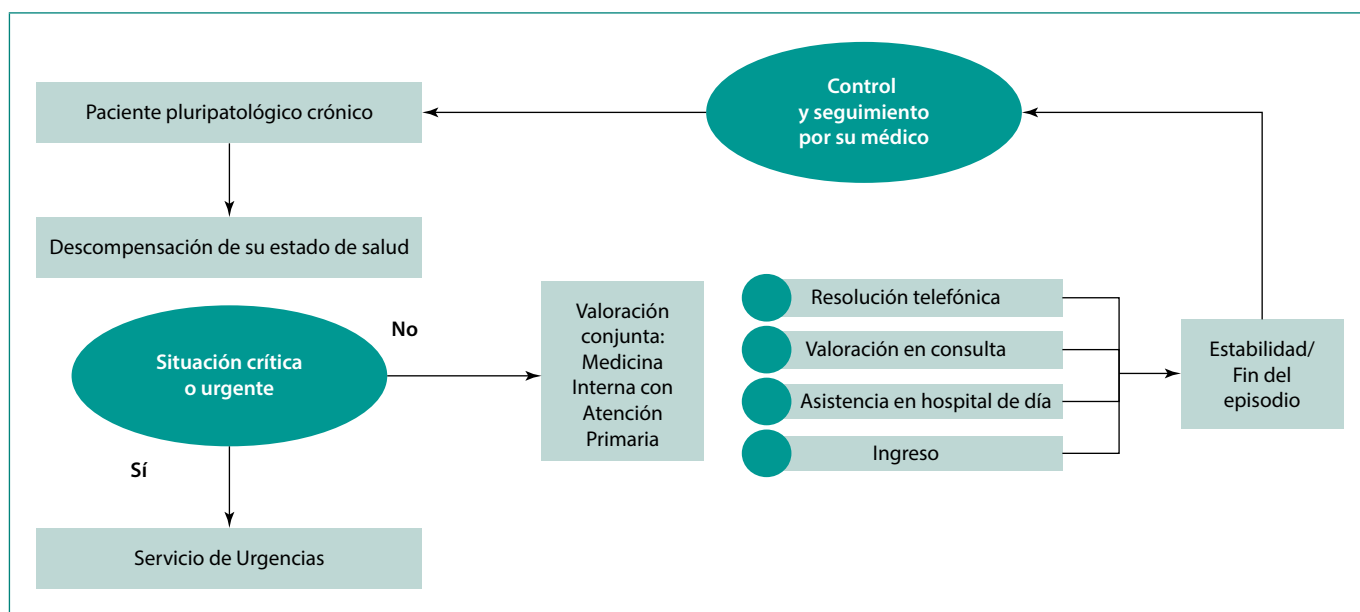 Control
y seguimiento
por su médico
Paciente pluripatológico crónico
Descompensación de su estado de salud
Situación crítica
o urgente
No
Sí
Servicio de Urgencias
Valoración
conjunta:
Medicina
Interna con
Atención
Primaria
Resolución telefónica
Valoración en consulta
Asistencia en hospital de día
Ingreso
Estabilidad/
Fin del
episodio